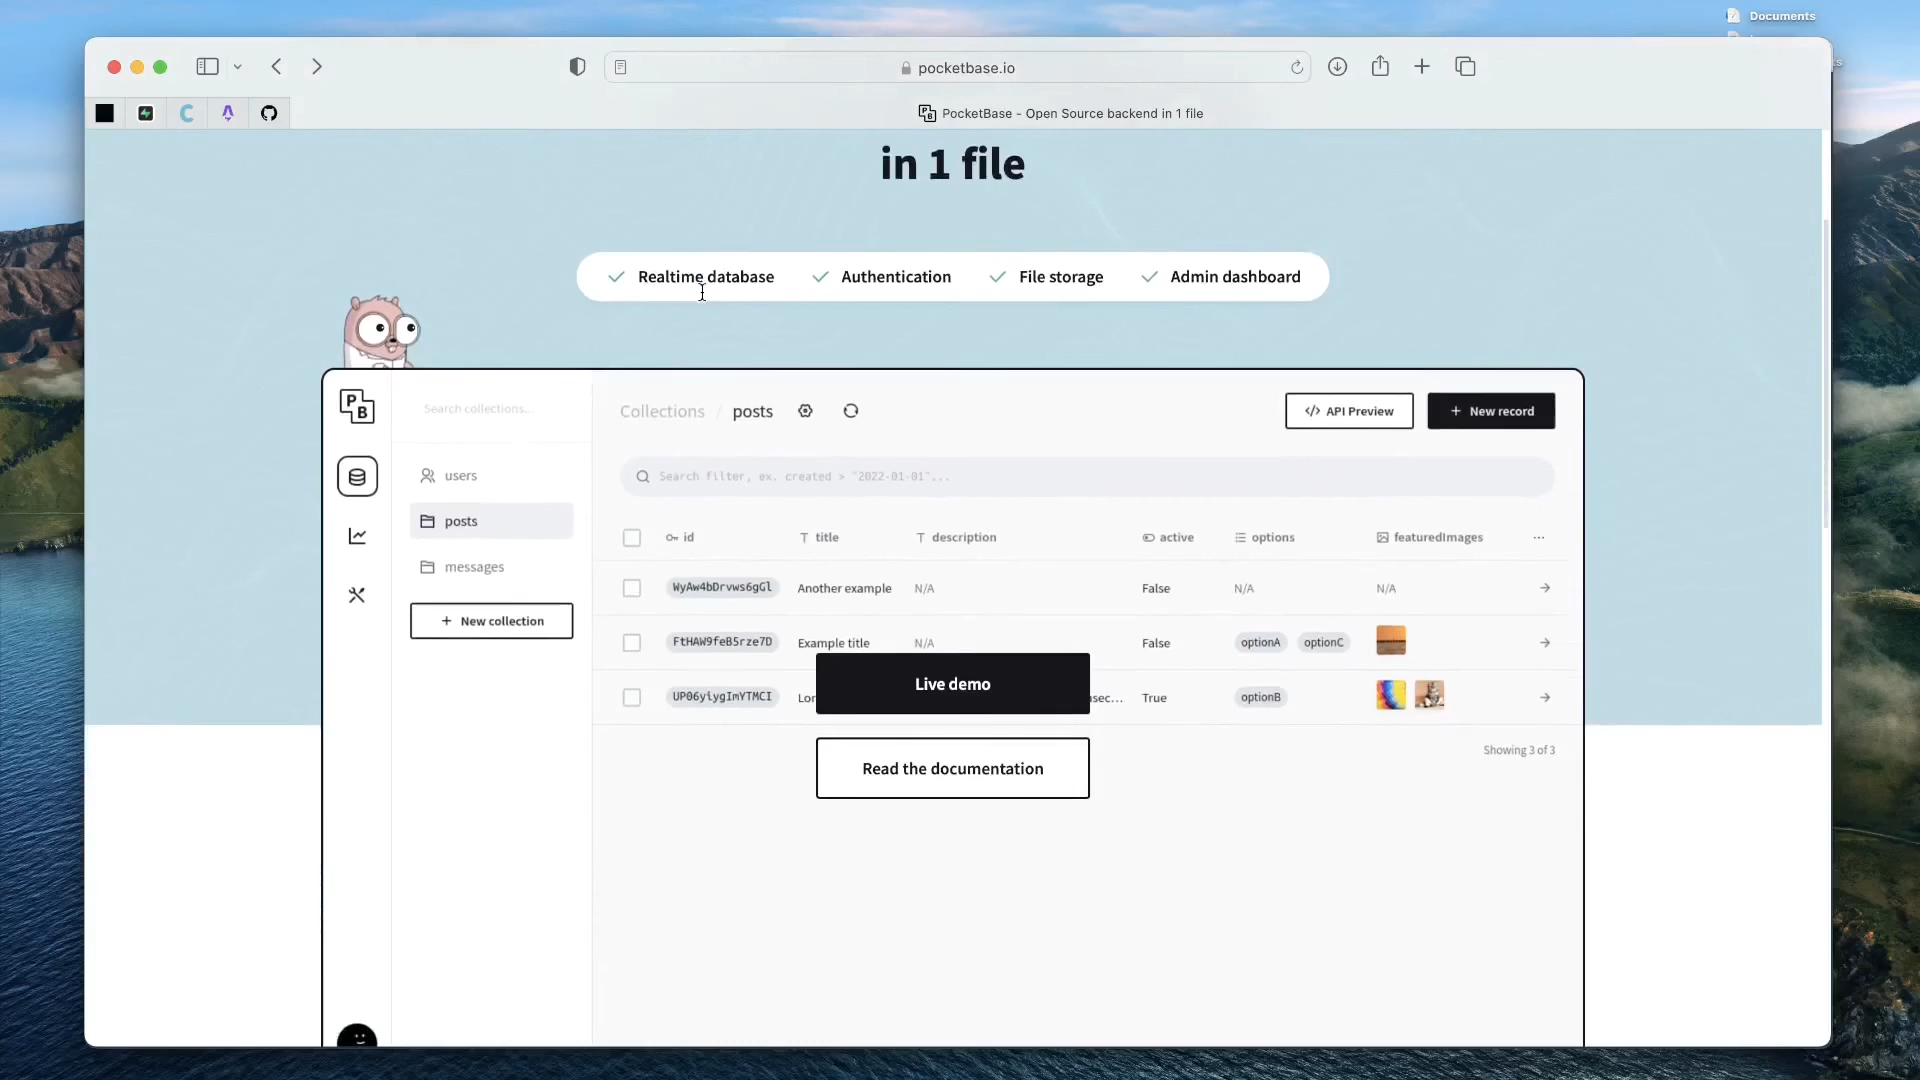 Documents
pocketbase.io
PocketBase - Open Source backend in 1 file
in 1 file
Realtime database
Authentication
File storage
Admin dashboard
PB
Search collections...
Collections / posts
</> API Preview
+ New record
users
Search filter, ex. created > "2022-01-01"...
posts
messages
+ New collection
id
title
description
active
options
featuredImages
...
WyAw4bDrvws6gGl
Another example
N/A
False
N/A
N/A
FtHAW9feB5rze7D
Example title
N/A
False
optionA
optionC
UP06yiygImYTMCI
True
optionB
Live demo
Showing 3 of 3
Read the documentation